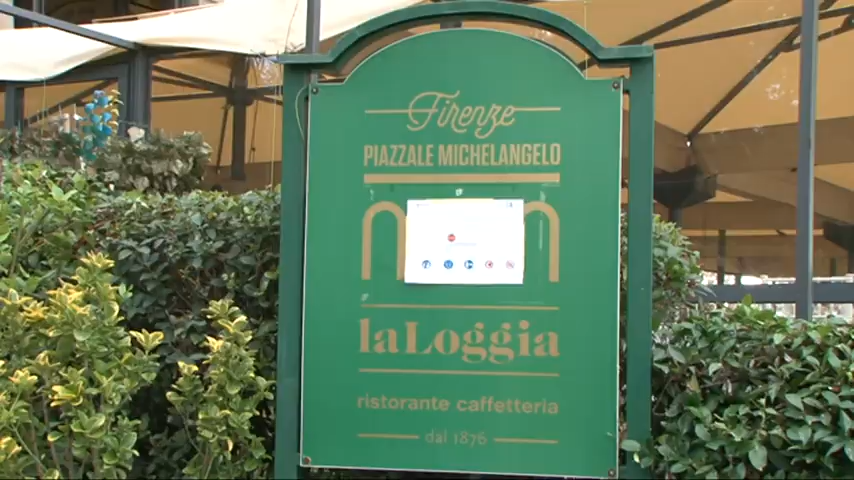 Firenze
PIAZZALE MICHELANGELO
laLoggia
ristorante caffetteria
dal 1876